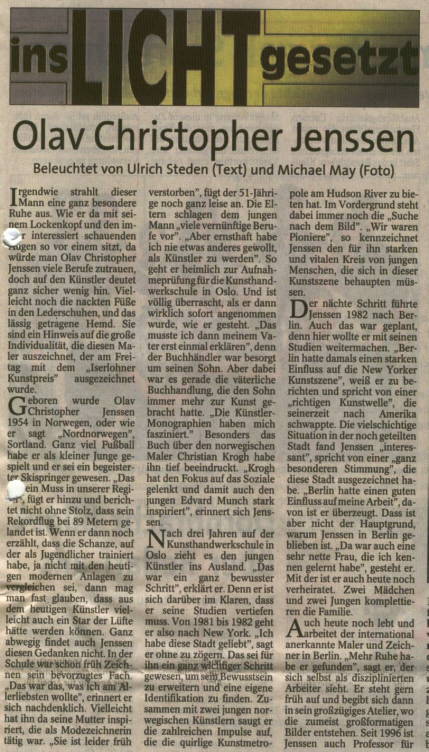 insLICHTgesetzt
Olav Christopher Jenssen
Beleuchtet von Ulrich Steden (Text) und Michael May (Foto)
Irgendwie strahlt dieser
Mann eine ganz besondere
Ruhe aus. Wie er da mit sei-
nem Lockenkopf und den im-
mer interessiert schauenden
Augen so vor einem sitzt, da
würde man Olav Christopher
Jenssen viele Berufe zutrauen,
doch auf den Künstler deutet
ganz sicher wenig hin. Viel-
leicht noch die nackten Füße
in den Lederschuhen, und das
lässig getragene Hemd. Sie
sind ein Hinweis auf die große
Individualität, die diesen Ma-
ler auszeichnet, der am Frei-
tag mit dem „Iserlohner
Kunstpreis" ausgezeichnet
wurde.
Geboren wurde Olav
Christopher Jenssen
1954 in Norwegen, oder wie
er sagt „Nordnorwegen",
Sortland. Ganz viel Fußball
habe er als kleiner Junge ge-
spielt und er sei ein begeister-
ter Skispringer gewesen. „Das
ein Muss in unserer Regi-
", fügt er hinzu und berich-
tet nicht ohne Stolz, dass sein
Rekordflug bei 89 Metern ge-
landet ist. Wenn er dann noch
erzählt, dass die Schanze, auf
der als Jugendlicher trainiert
habe, ja nicht mit den heuti-
gen modernen Anlagen zu
vergleichen sei, dann mag
man fast glauben, dass aus
dem heutigen Künstler viel-
leicht auch ein Star der Lüfte
hätte werden können. Ganz
abwegig findet auch Jenssen
diesen Gedanken nicht. In der
Schule war schon früh Zeich-
nen sein bevorzugtes Fach.
„Das war das, was ich am Al-
lerliebsten wollte", erinnert er
sich nachdenklich. Vielleicht
hat ihn da seine Mutter inspi-
riert, die als Modezeichnerin
tätig war. „Sie ist leider früh
verstorben", fügt der 51-Jähri-
ge noch ganz leise an. Die El-
tern schlagen dem jungen
Mann „viele vernünftige Beru-
fe vor". „Aber ernsthaft habe
ich nie etwas anderes gewollt,
als Künstler zu werden". So
geht er heimlich zur Aufnah-
meprüfung für die Kunsthand-
werkschule in Oslo. Und ist
völlig überrascht, als er dann
wirklich sofort angenommen
wurde, wie er gesteht. „Das
musste ich dann meinem Va-
ter erst einmal erklären", denn
der Buchhändler war besorgt
um seinen Sohn. Aber dabei
war es gerade die väterliche
Buchhandlung, die den Sohn
immer mehr zur Kunst ge-
bracht hatte. „Die Künstler-
Monographien haben mich
fasziniert." Besonders das
Buch über den norwegischen
Maler Christian Krogh habe
ihn tief beeindruckt. „Krogh
hat den Fokus auf das Soziale
gelenkt und damit auch den
jungen Edvard Munch stark
inspiriert", erinnert sich Jens-
sen.
Nach drei Jahren auf der
Kunsthandwerkschule in
Oslo zieht es den jungen
Künstler ins Ausland. „Das
war ein ganz bewusster
Schritt", erklärt er. Denn er ist
sich darüber im Klaren, dass
er seine Studien vertiefen
muss. Von 1981 bis 1982 geht
er also nach New York. „Ich
habe diese Stadt geliebt", sagt
er ohne zu zögern. Das sei für
ihn ein ganz wichtiger Schritt
gewesen, um sein Bewusstsein
zu erweitern und eine eigene
Identifikation zu finden. Zu-
sammen mit zwei jungen nor-
wegischen Künstlern saugt er
die zahlreichen Impulse auf,
die die quirlige Kunstmetro-
pole am Hudson River zu bie-
ten hat. Im Vordergrund steht
dabei immer noch die „Suche
nach dem Bild". „Wir waren
Pioniere", so kennzeichnet
Jenssen den für ihn starken
und vitalen Kreis von jungen
Menschen, die sich in dieser
Kunstszene behaupten müs-
sen.
Der nächste Schritt führte
Jenssen 1982 nach Ber-
lin. Auch das war geplant,
denn hier wollte er mit seinen
Studien weitermachen. „Ber-
lin hatte damals einen starken
Einfluss auf die New Yorker
Kunstszene", weiß er zu be-
richten und spricht von einer
„richtigen Kunstwelle", die
seinerzeit nach Amerika
schwappte. Die vielschichtige
Situation in der noch geteilten
Stadt fand Jenssen „interes-
sant", spricht von einer „ganz
besonderen Stimmung", die
diese Stadt ausgezeichnet ha-
be. „Berlin hatte einen guten
Einfluss auf meine Arbeit", da-
von ist er überzeugt. Dass ist
aber nicht der Hauptgrund,
warum Jenssen in Berlin ge-
blieben ist. „Da war auch eine
sehr nette Frau, die ich ken-
nen gelernt habe", gesteht er.
Mit der ist er auch heute noch
verheiratet. Zwei Mädchen
und zwei Jungen komplettie-
ren die Familie.
Auch heute noch lebt und
arbeitet der international
anerkannte Maler und Zeich-
ner in Berlin. „Mehr Ruhe ha-
be er gefunden", sagt er, der
sich selbst als disziplinierten
Arbeiter sieht. Er steht gern
früh auf und begibt sich dann
in sein großzügiges Atelier, wo
die zumeist großformatigen
Bilder entstehen. Seit 1996 ist
Jenssen auch Professor für